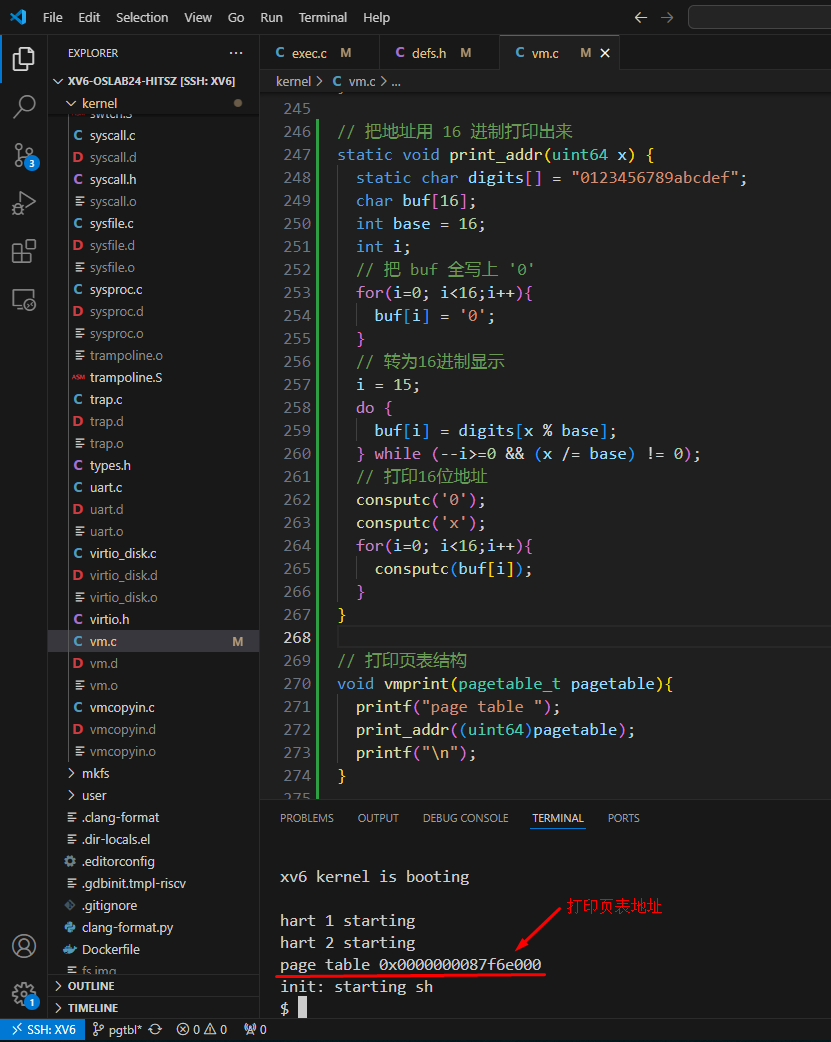 File Edit Selection View Go Run Terminal Help
EXPLORER
XV6-OSLAB24-HITSZ [SSH: XV6]
kernel
swtch.S
syscall.c
syscall.d
syscall.h
syscall.o
sysfile.c
sysfile.d
sysfile.o
sysproc.c
sysproc.d
sysproc.o
trampoline.o
ASM trampoline.S
trap.c
trap.d
trap.o
types.h
uart.c
uart.d
uart.o
virtio_disk.c
virtio_disk.d
virtio_disk.o
virtio.h
vm.c M
vm.d
vm.o
vmcopyin.c
vmcopyin.d
vmcopyin.o
mkfs
user
.clang-format
.dir-locals.el
.editorconfig
.gdbinit.tmpl-riscv
.gitignore
clang-format.py
Dockerfile
fs.img
OUTLINE
TIMELINE
3
1
C exec.c M C defs.h M C vm.c M
kernel > C vm.c > ...
245
246 // 把地址用 16 进制打印出来
247 static void print_addr(uint64 x) {
248 static char digits[] = "0123456789abcdef";
249 char buf[16];
250 int base = 16;
251 int i;
252 // 把 buf 全写上 '0'
253 for(i=0; i<16;i++){
254 buf[i] = '0';
255 }
256 // 转为16进制显示
257 i = 15;
258 do {
259 buf[i] = digits[x % base];
260 } while (--i>=0 && (x /= base) != 0);
261 // 打印16位地址
262 consputc('0');
263 consputc('x');
264 for(i=0; i<16;i++){
265 consputc(buf[i]);
266 }
267 }
268
269 // 打印页表结构
270 void vmprint(pagetable_t pagetable){
271 printf("page table ");
272 print_addr((uint64)pagetable);
273 printf("\n");
274 }
275
PROBLEMS OUTPUT DEBUG CONSOLE TERMINAL PORTS
xv6 kernel is booting
打印页表地址
hart 1 starting
hart 2 starting
page table 0x0000000087f6e000
init: starting sh
$
SSH: XV6 pgtbl* 0 0 0